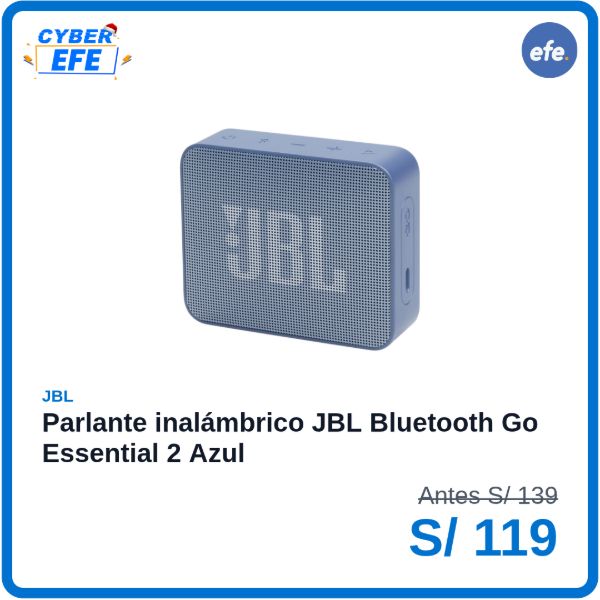 CYBER
EFE
efe.
JBL
JBL
Parlante inalámbrico JBL Bluetooth Go
Essential 2 Azul
Antes S/ 139
S/ 119